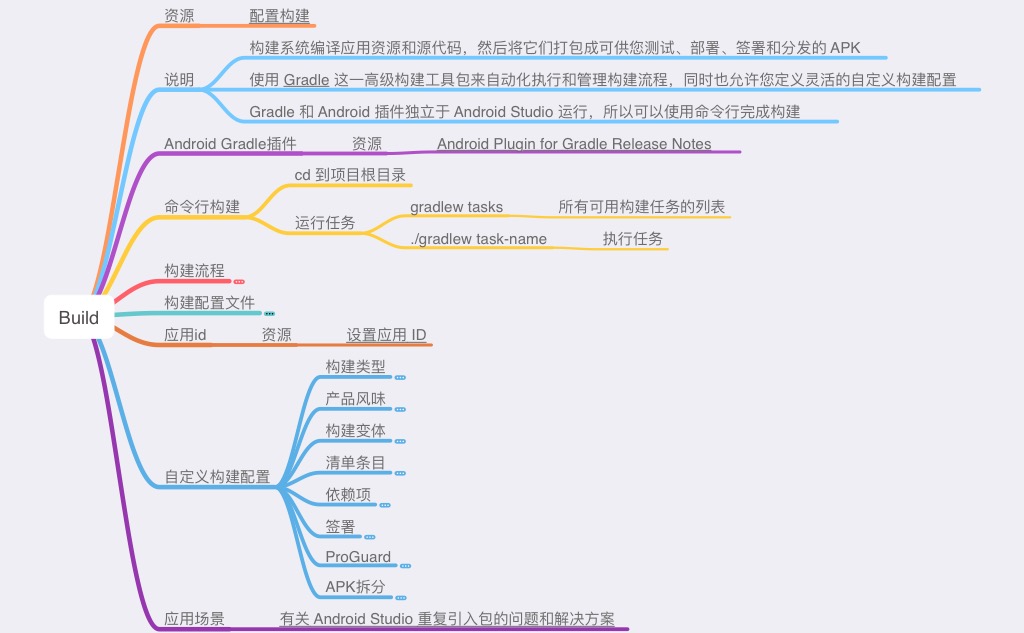 资源
配置构建
构建系统编译应用资源和源代码，然后将它们打包成可供您测试、部署、签署和分发的 APK
说明
使用 Gradle 这一高级构建工具包来自动化执行和管理构建流程，同时也允许您定义灵活的自定义构建配置
Gradle 和 Android 插件独立于 Android Studio 运行，所以可以使用命令行完成构建
Android Gradle插件
资源
Android Plugin for Gradle Release Notes
cd 到项目根目录
命令行构建
gradlew tasks
所有可用构建任务的列表
运行任务
./gradlew task-name
执行任务
构建流程
构建配置文件
Build
应用id
资源
设置应用 ID
构建类型
产品风味
构建变体
清单条目
自定义构建配置
依赖项
签署
ProGuard
APK拆分
应用场景
有关 Android Studio 重复引入包的问题和解决方案